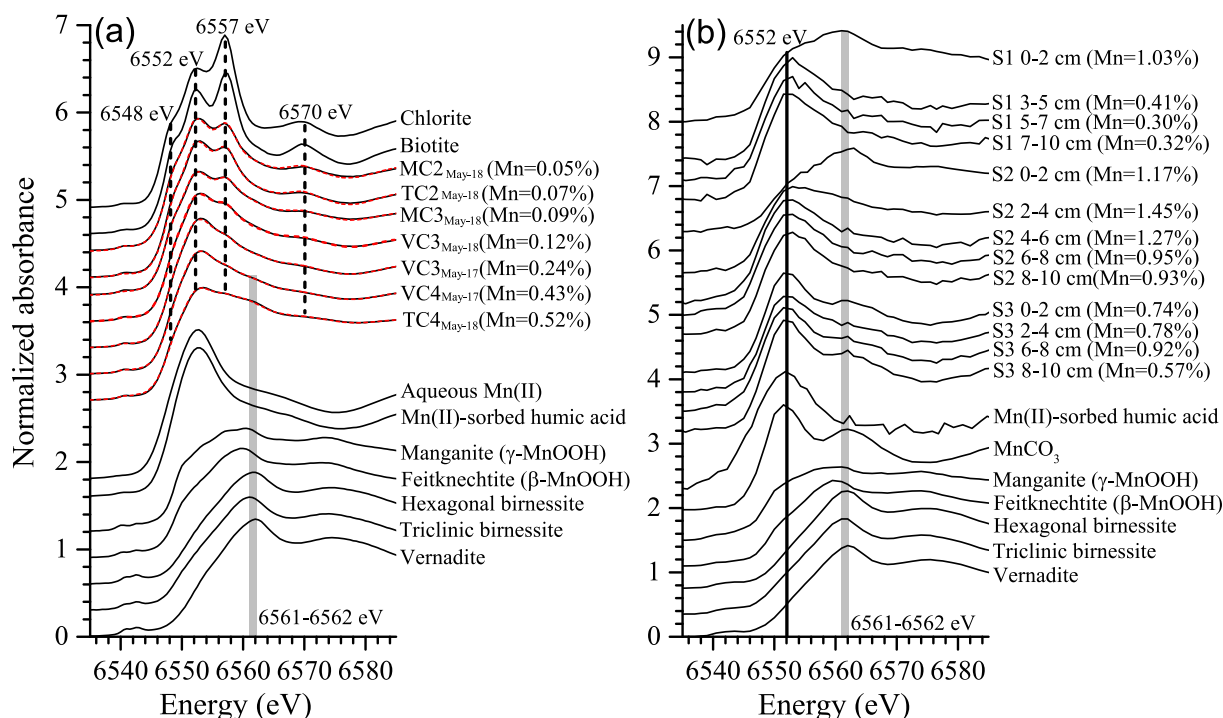 (a)
6557 eV
6552 eV
6548 eV
6570 eV
Chlorite
Biotite
MC2May-18 (Mn=0.05%)
TC2May-18 (Mn=0.07%)
MC3May-18 (Mn=0.09%)
VC3May-18(Mn=0.12%)
VC3May-17(Mn=0.24%)
VC4May-17(Mn=0.43%)
TC4May-18(Mn=0.52%)
Aqueous Mn(II)
Mn(II)-sorbed humic acid
Manganite (γ-MnOOH)
Feitknechtite (β-MnOOH)
Hexagonal birnessite
Triclinic birnessite
Vernadite
6561-6562 eV
Normalized absorbance
7
6
5
4
3
2
1
0
6540 6550 6560 6570 6580
Energy (eV)
(b)
6552 eV
S1 0-2 cm (Mn=1.03%)
S1 3-5 cm (Mn=0.41%)
S1 5-7 cm (Mn=0.30%)
S1 7-10 cm (Mn=0.32%)
S2 0-2 cm (Mn=1.17%)
S2 2-4 cm (Mn=1.45%)
S2 4-6 cm (Mn=1.27%)
S2 6-8 cm (Mn=0.95%)
S2 8-10 cm(Mn=0.93%)
S3 0-2 cm (Mn=0.74%)
S3 2-4 cm (Mn=0.78%)
S3 6-8 cm (Mn=0.92%)
S3 8-10 cm (Mn=0.57%)
Mn(II)-sorbed humic acid
MnCO3
Manganite (γ-MnOOH)
Feitknechtite (β-MnOOH)
Hexagonal birnessite
Triclinic birnessite
Vernadite
6561-6562 eV
9
8
7
6
5
4
3
2
1
0
6540 6550 6560 6570 6580
Energy (eV)